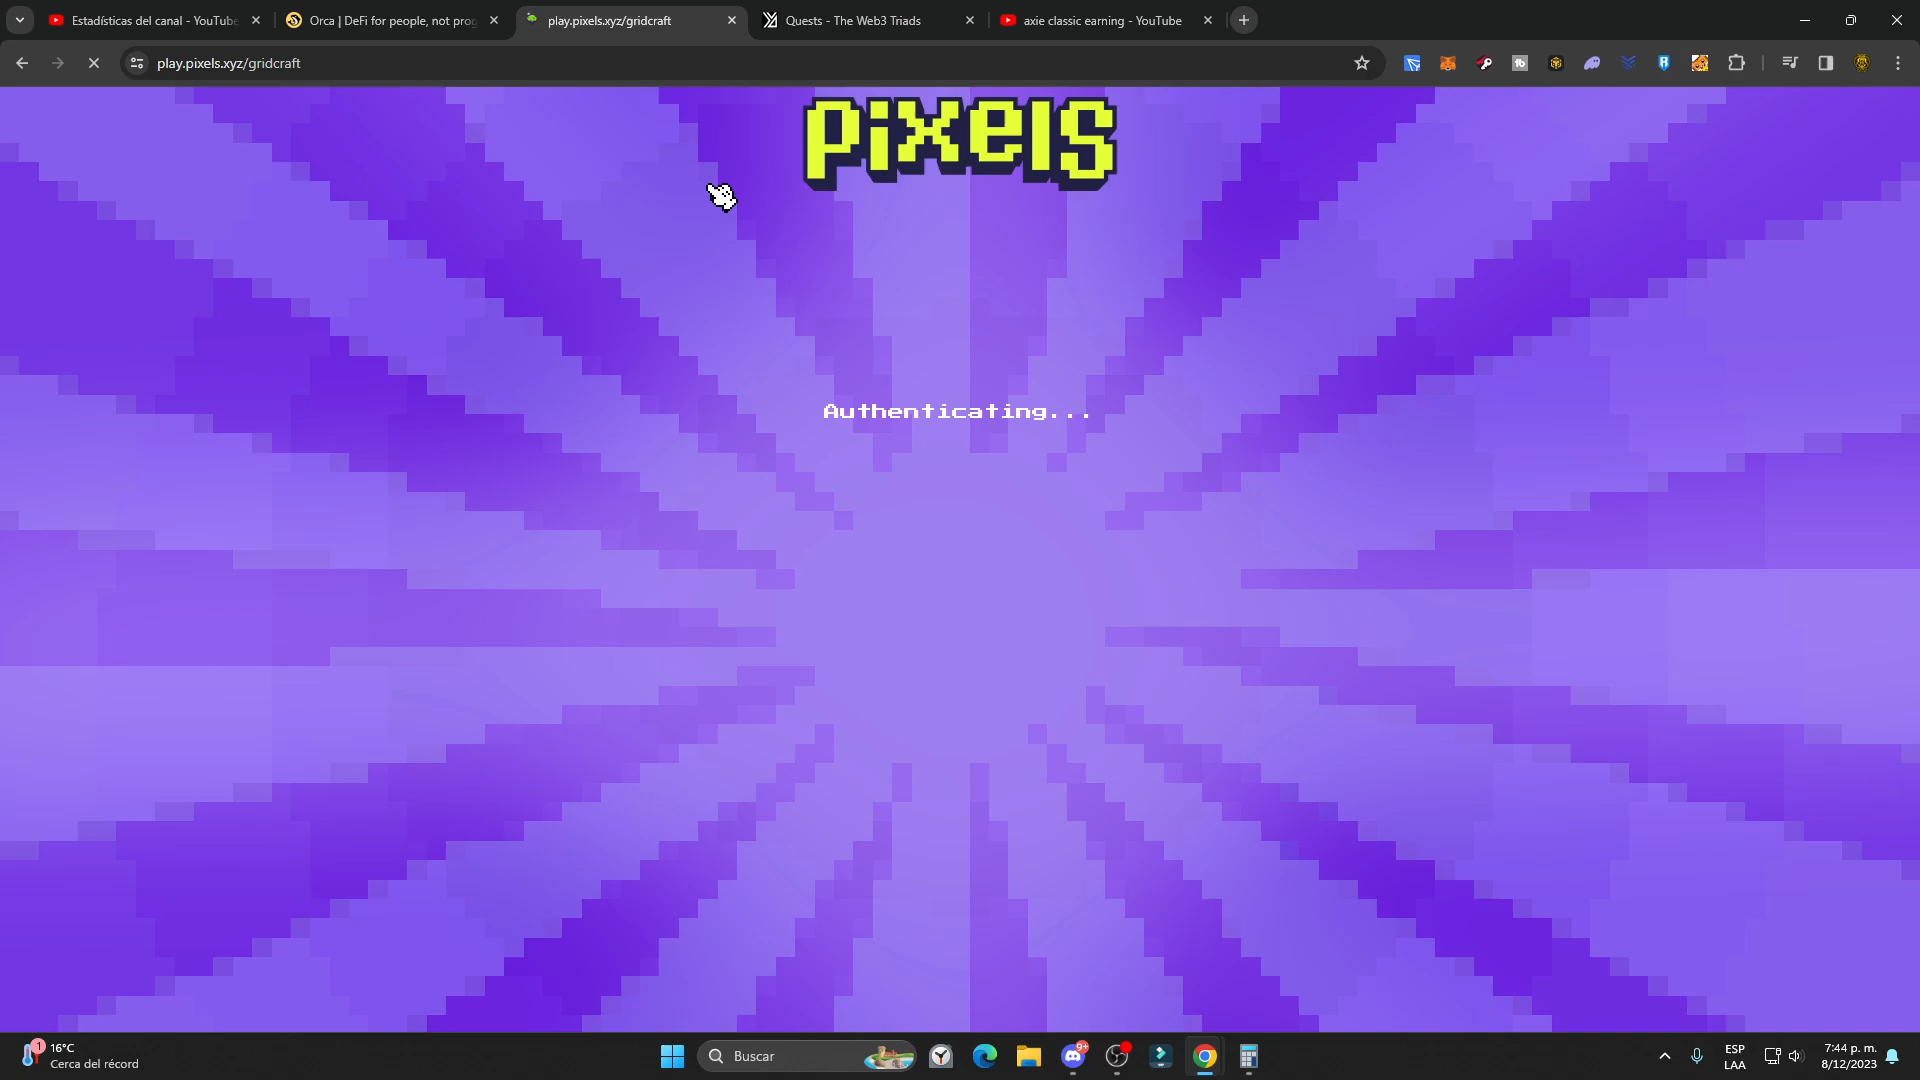 Estadísticas del canal - YouTube
Orca | DeFi for people, not prog
play.pixels.xyz/gridcraft
Quests - The Web3 Triads
axie classic earning - YouTube
play.pixels.xyz/gridcraft
pixels
Authenticating...
1
16°C
Cerca del récord
Buscar
9+
ESP
LAA
7:44 p. m.
8/12/2023